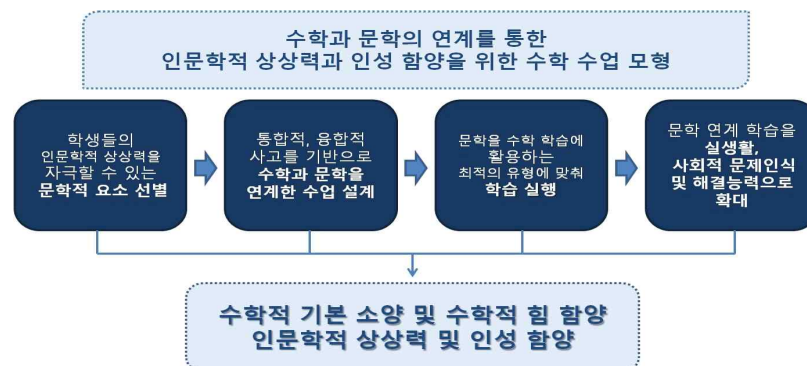 수학과 문학의 연계를 통한
인문학적 상상력과 인성 함양을 위한 수학 수업 모형
학생들의
인문학적 상상력을
자극할 수 있는
문학적 요소 선별
통합적, 융합적
사고를 기반으로
수학과 문학을
연계한 수업 설계
문학을 수학 학습에
활용하는
최적의 유형에 맞춰
학습 실행
문학 연계 학습을
실생활,
사회적 문제인식
및 해결능력으로
확대
수학적 기본 소양 및 수학적 힘 함양
인문학적 상상력 및 인성 함양